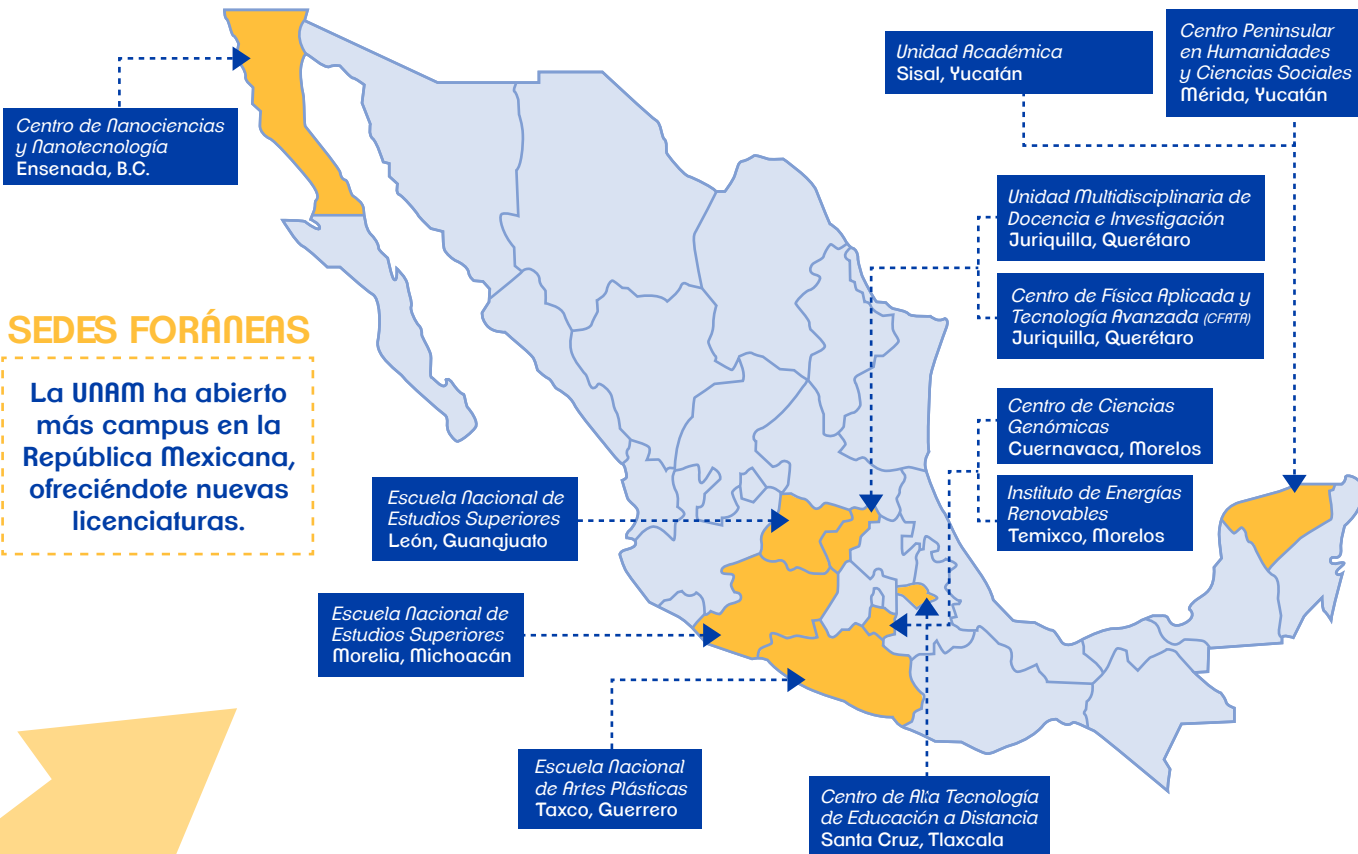 Unidad Académica
Sisal, Yucatán
Centro Peninsular
en Humanidades
y Ciencias Sociales
Mérida, Yucatán
Centro de Nanociencias
y Nanotecnología
Ensenada, B.C.
Unidad Multidisciplinaria de
Docencia e Investigación
Juriquilla, Querétaro
Centro de Física Aplicada y
Tecnología Avanzada (CFATA)
Juriquilla, Querétaro
SEDES FORÁNEAS
La UNAM ha abierto
más campus en la
República Mexicana,
ofreciéndote nuevas
licenciaturas.
Centro de Ciencias
Genómicas
Cuernavaca, Morelos
Instituto de Energías
Renovables
Temixco, Morelos
Escuela Nacional de
Estudios Superiores
León, Guanajuato
Escuela Nacional de
Estudios Superiores
Morelia, Michoacán
Escuela Nacional
de Artes Plásticas
Taxco, Guerrero
Centro de Alta Tecnología
de Educación a Distancia
Santa Cruz, Tlaxcala